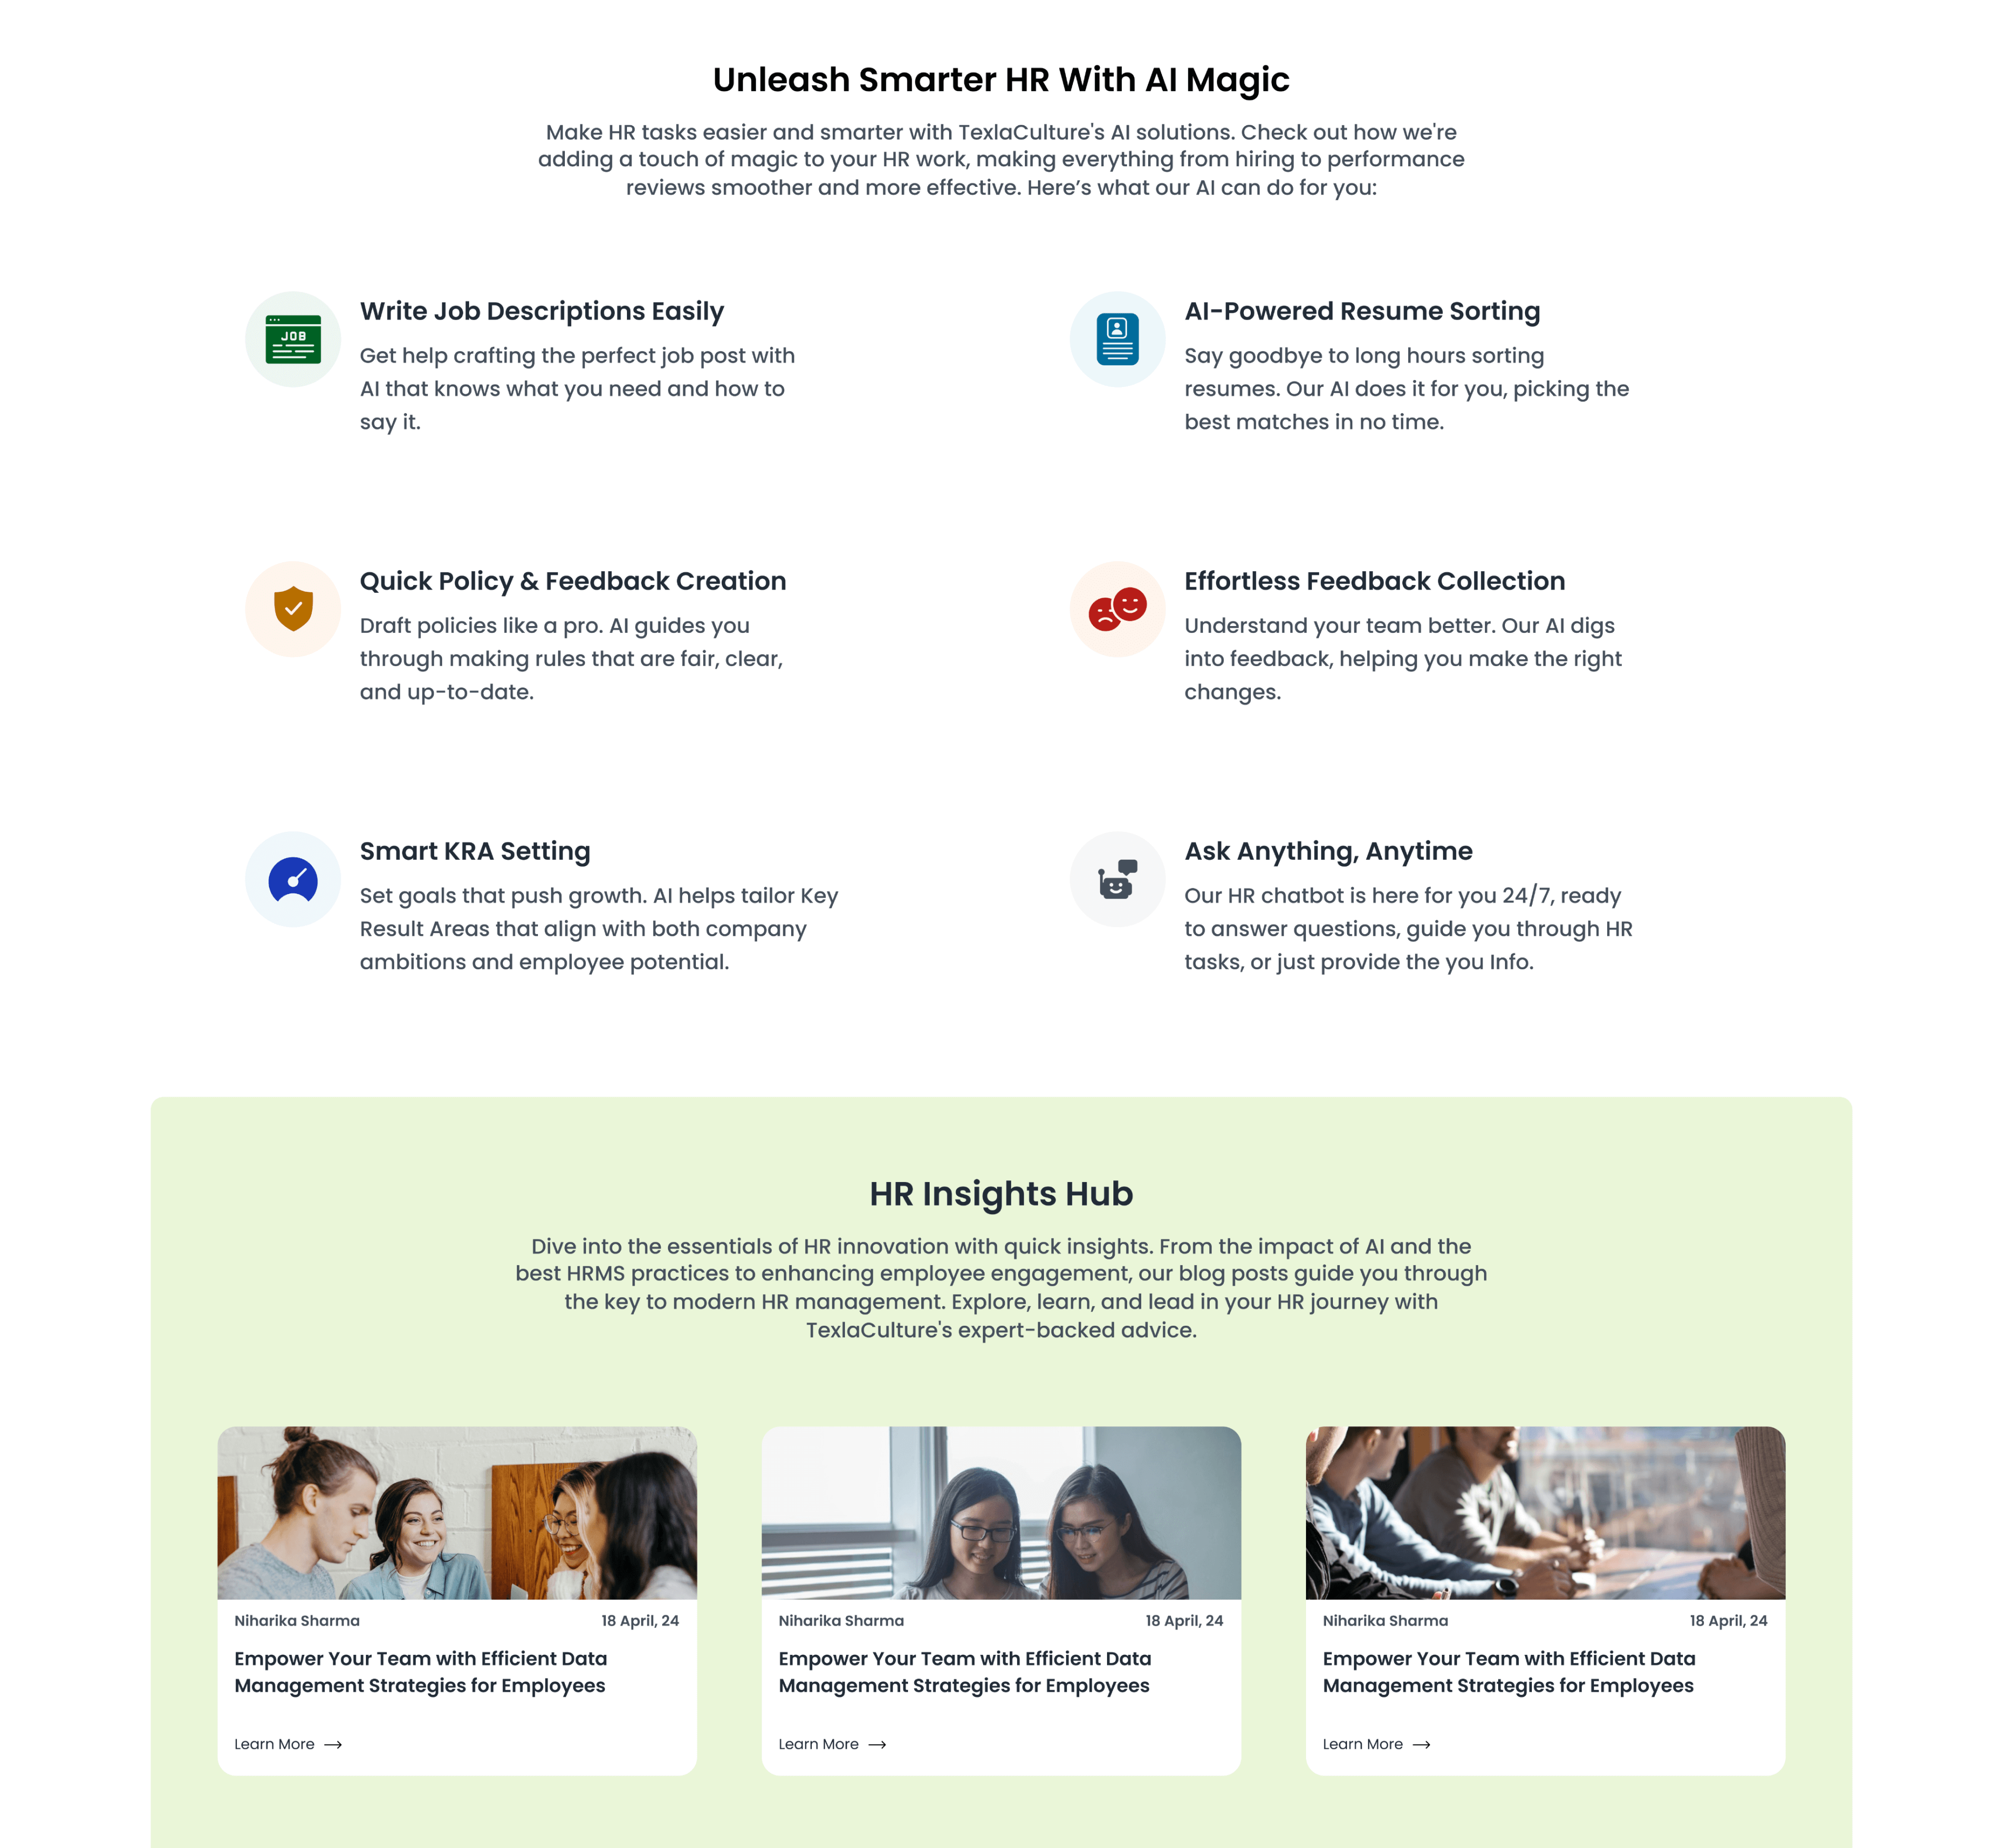 Unleash Smarter HR With AI Magic
Make HR tasks easier and smarter with TexlaCulture's AI solutions. Check out how we're
adding a touch of magic to your HR work, making everything from hiring to performance
reviews smoother and more effective. Here’s what our AI can do for you:
JOB
Write Job Descriptions Easily
Get help crafting the perfect job post with
AI that knows what you need and how to
say it.
AI-Powered Resume Sorting
Say goodbye to long hours sorting
resumes. Our AI does it for you, picking the
best matches in no time.
Quick Policy & Feedback Creation
Draft policies like a pro. AI guides you
through making rules that are fair, clear,
and up-to-date.
Effortless Feedback Collection
Understand your team better. Our AI digs
into feedback, helping you make the right
changes.
Smart KRA Setting
Set goals that push growth. AI helps tailor Key
Result Areas that align with both company
ambitions and employee potential.
Ask Anything, Anytime
Our HR chatbot is here for you 24/7, ready
to answer questions, guide you through HR
tasks, or just provide the you Info.
HR Insights Hub
Dive into the essentials of HR innovation with quick insights. From the impact of AI and the
best HRMS practices to enhancing employee engagement, our blog posts guide you through
the key to modern HR management. Explore, learn, and lead in your HR journey with
TexlaCulture's expert-backed advice.
Niharika Sharma 18 April, 24
Empower Your Team with Efficient Data
Management Strategies for Employees
Learn More
Niharika Sharma 18 April, 24
Empower Your Team with Efficient Data
Management Strategies for Employees
Learn More
Niharika Sharma 18 April, 24
Empower Your Team with Efficient Data
Management Strategies for Employees
Learn More